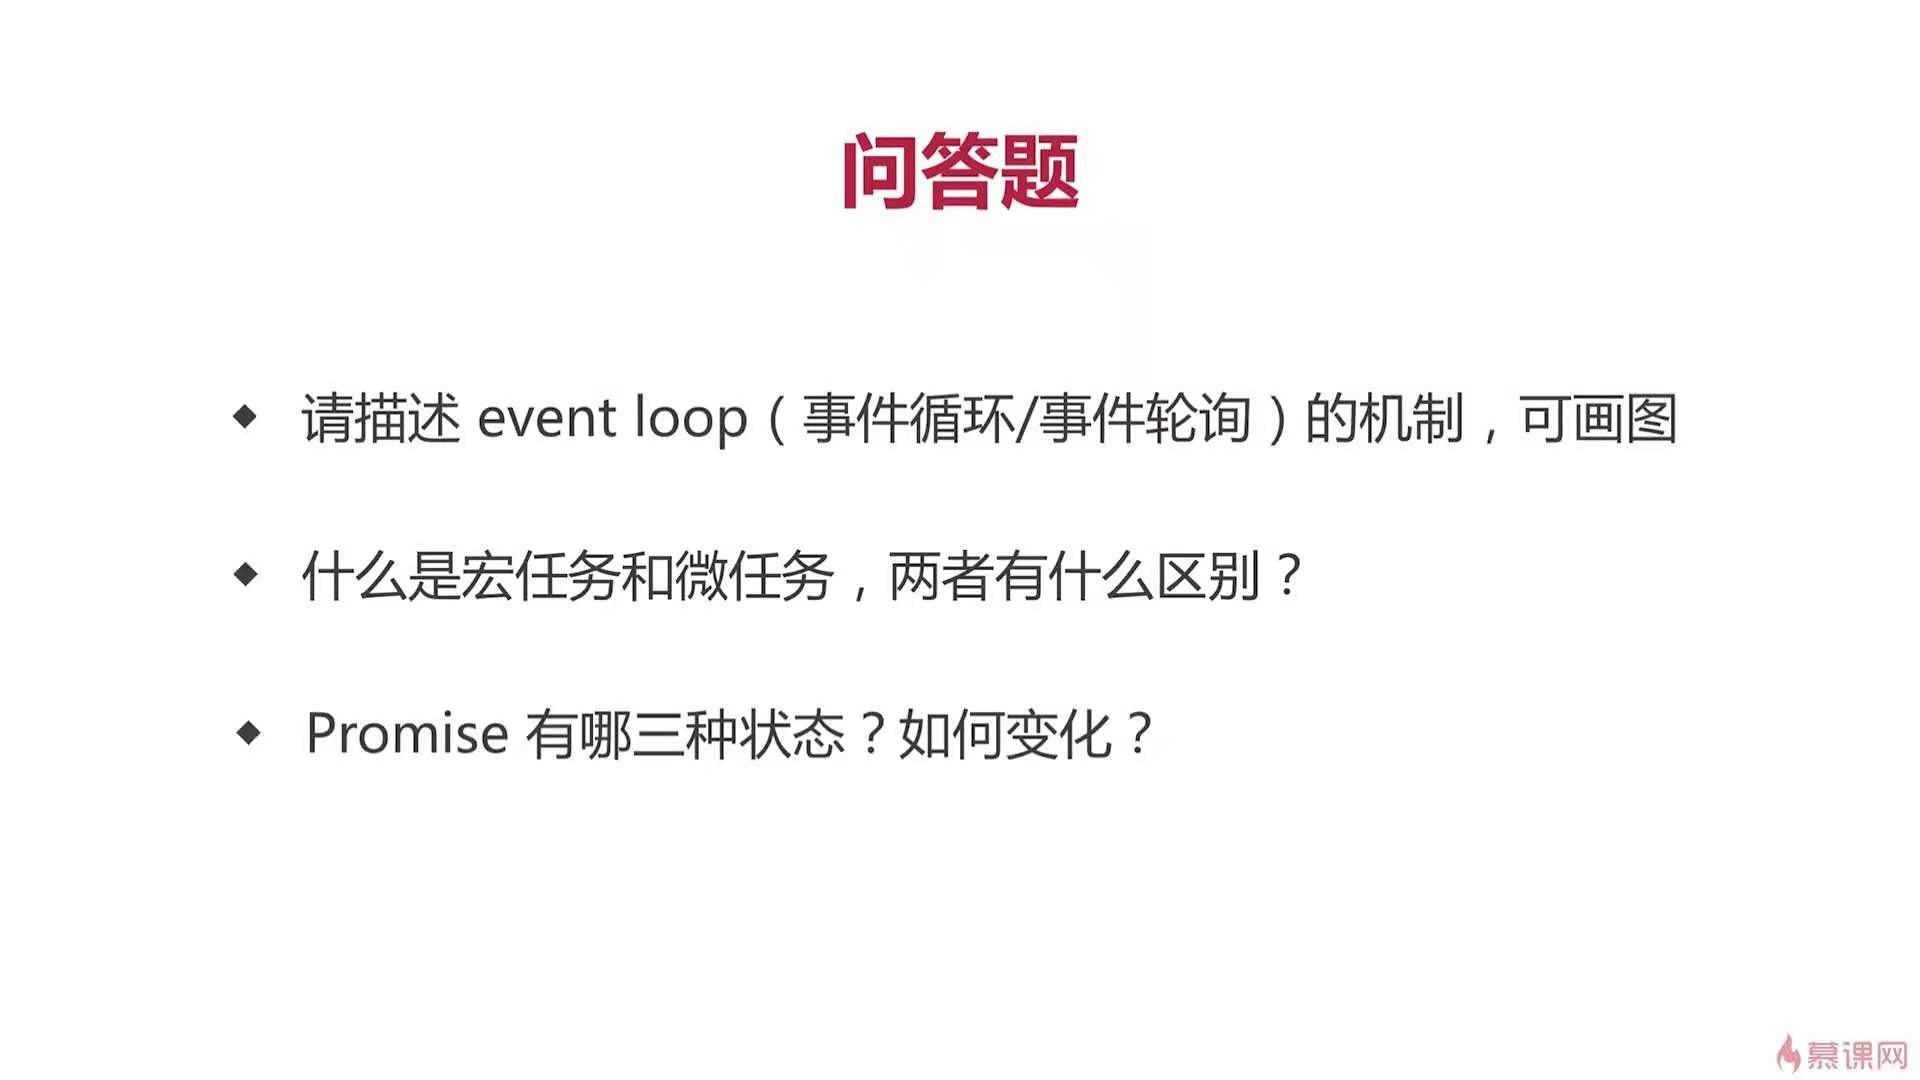 问答题
◆ 请描述 event loop（事件循环/事件轮询）的机制，可画图
◆ 什么是宏任务和微任务，两者有什么区别？
◆ Promise 有哪三种状态？如何变化？
慕课网